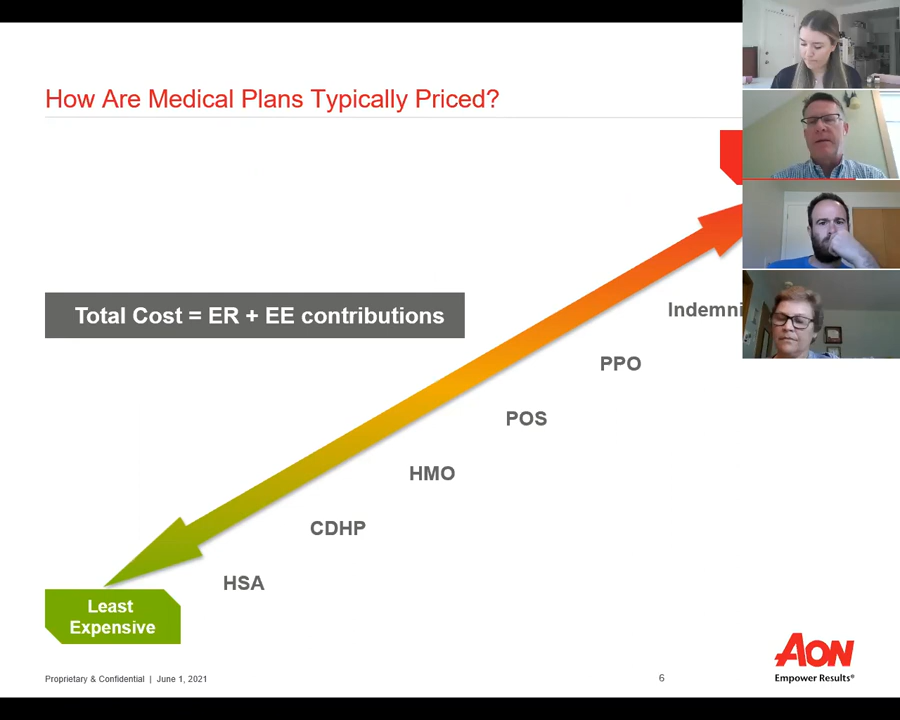 How Are Medical Plans Typically Priced?
Total Cost = ER + EE contributions
Indemni
PPO
POS
HMO
CDHP
HSA
Least
Expensive
Proprietary & Confidential | June 1, 2021
6
AON
Empower Results®